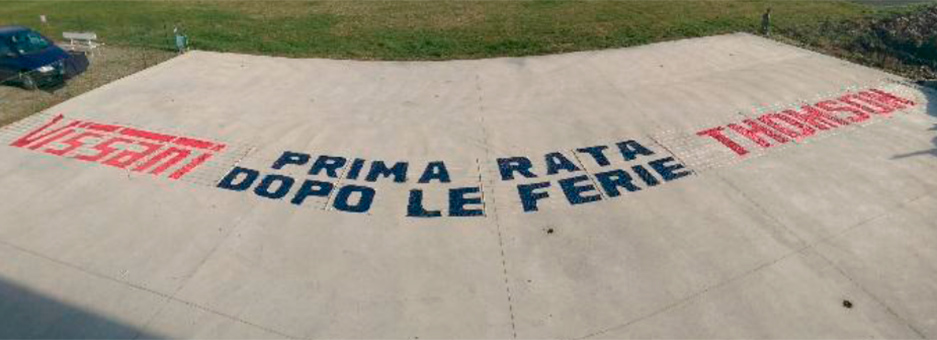 Vissani
PRIMA RATA
DOPO LE FERIE
THOMSON